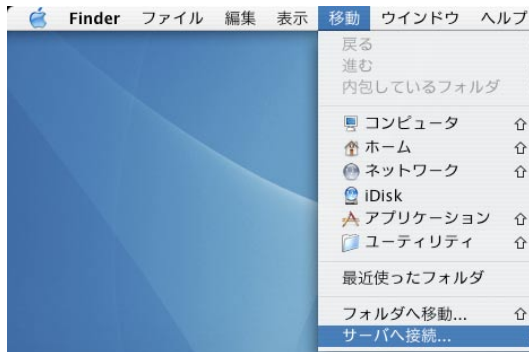 Finder ファイル 編集 表示 移動 ウインドウ ヘルプ
戻る
進む
内包しているフォルダ
コンピュータ ⇧
ホーム ⇧
ネットワーク ⇧
iDisk
アプリケーション ⇧
ユーティリティ ⇧
最近使ったフォルダ
フォルダへ移動... ⇧
サーバへ接続...